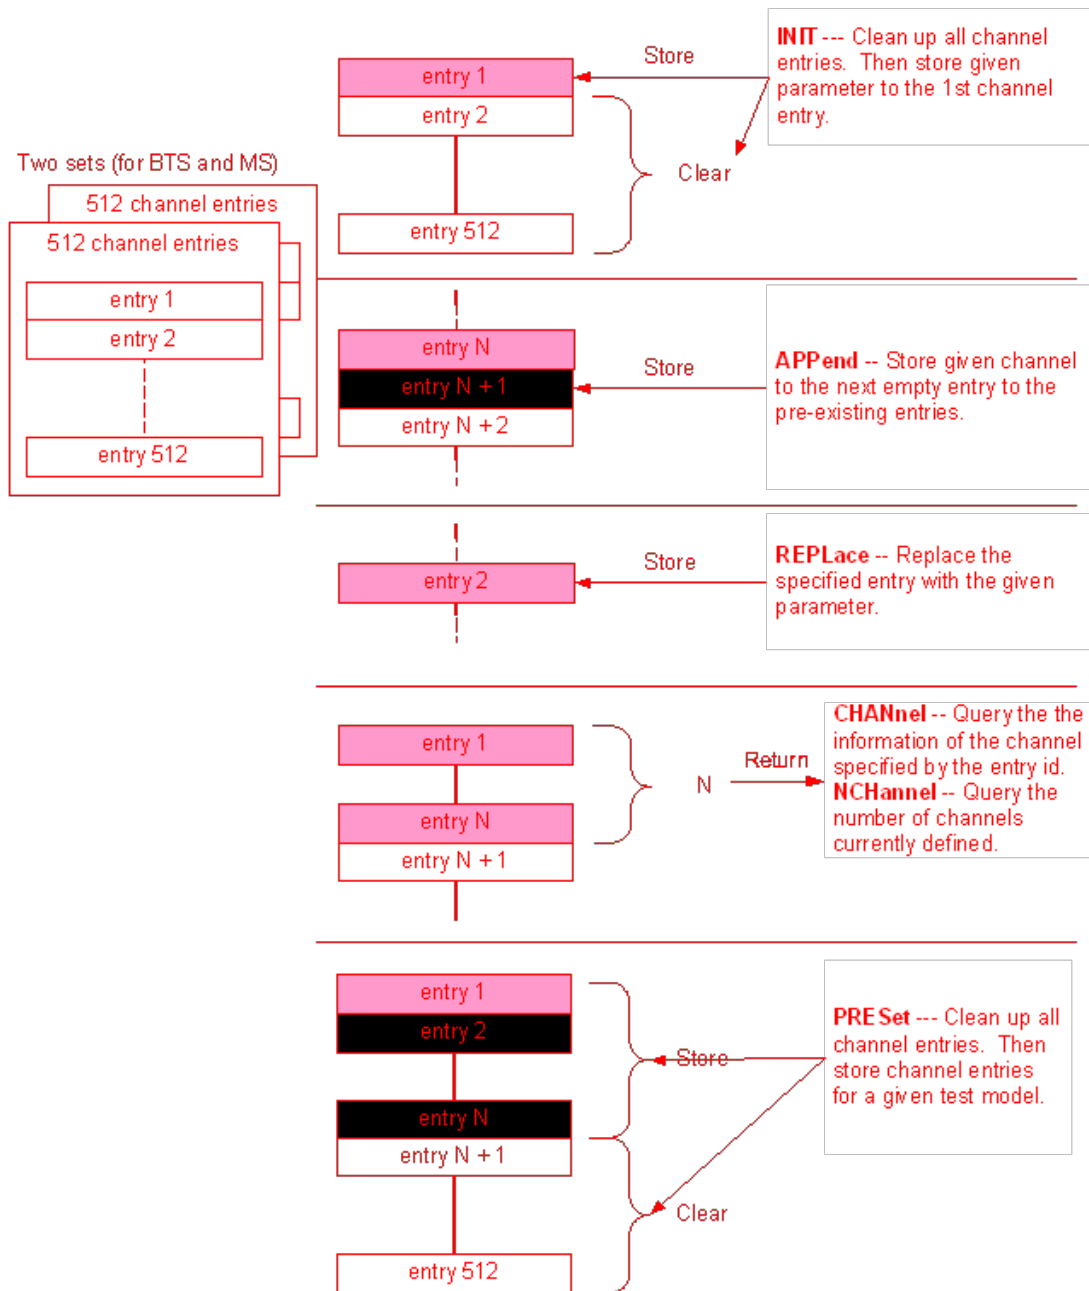 Two sets (for BTS and MS)
512 channel entries
512 channel entries
entry 1
entry 2
entry 512
entry 1
entry 2
entry 512
Store
Clear
INIT --- Clean up all channel
entries. Then store given
parameter to the 1st channel
entry.
entry N
entry N + 1
entry N + 2
Store
APPend -- Store given channel
to the next empty entry to the
pre-existing entries.
entry 2
Store
REPLace -- Replace the
specified entry with the given
parameter.
entry 1
entry N
entry N + 1
N
Return
CHANnel -- Query the the
information of the channel
specified by the entry id.
NCHannel -- Query the
number of channels
currently defined.
entry 1
entry 2
entry N
entry N + 1
entry 512
Store
Clear
PRESet --- Clean up all
channel entries. Then
store channel entries
for a given test model.